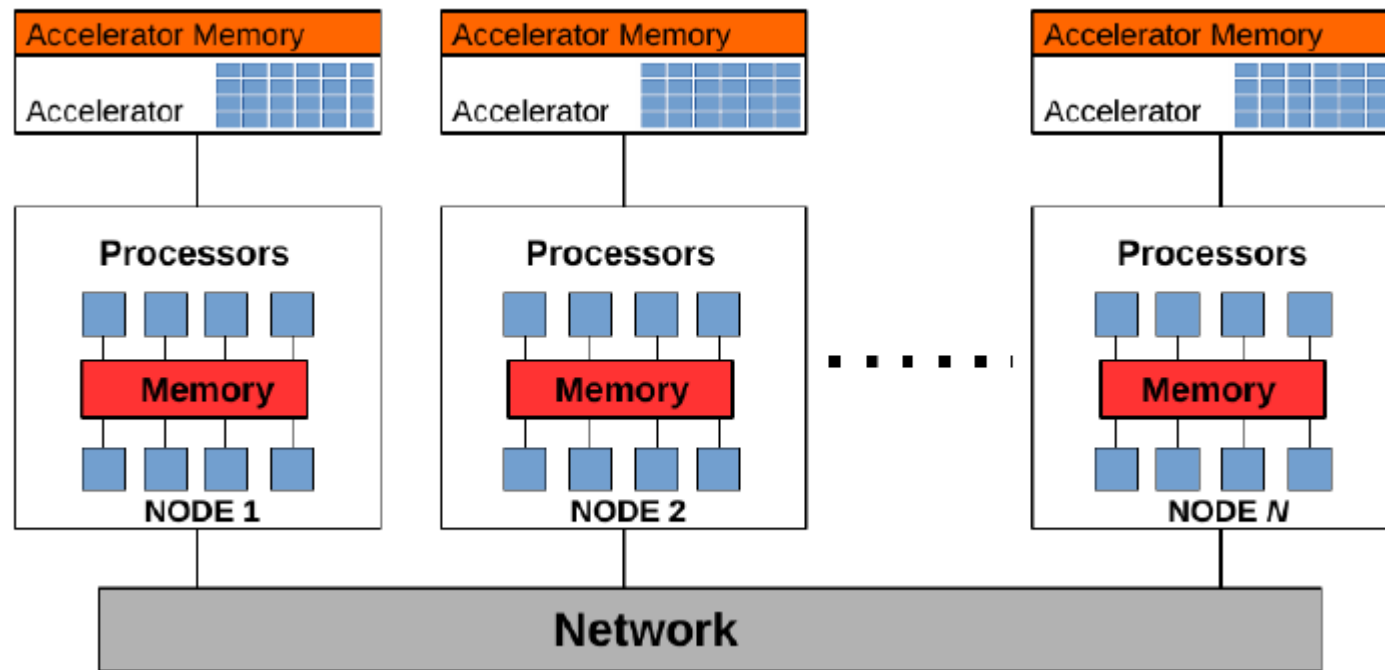 Accelerator Memory
Accelerator
Processors
Memory
NODE 1
Accelerator Memory
Accelerator
Processors
Memory
NODE 2
Accelerator Memory
Accelerator
Processors
Memory
NODE N
Network